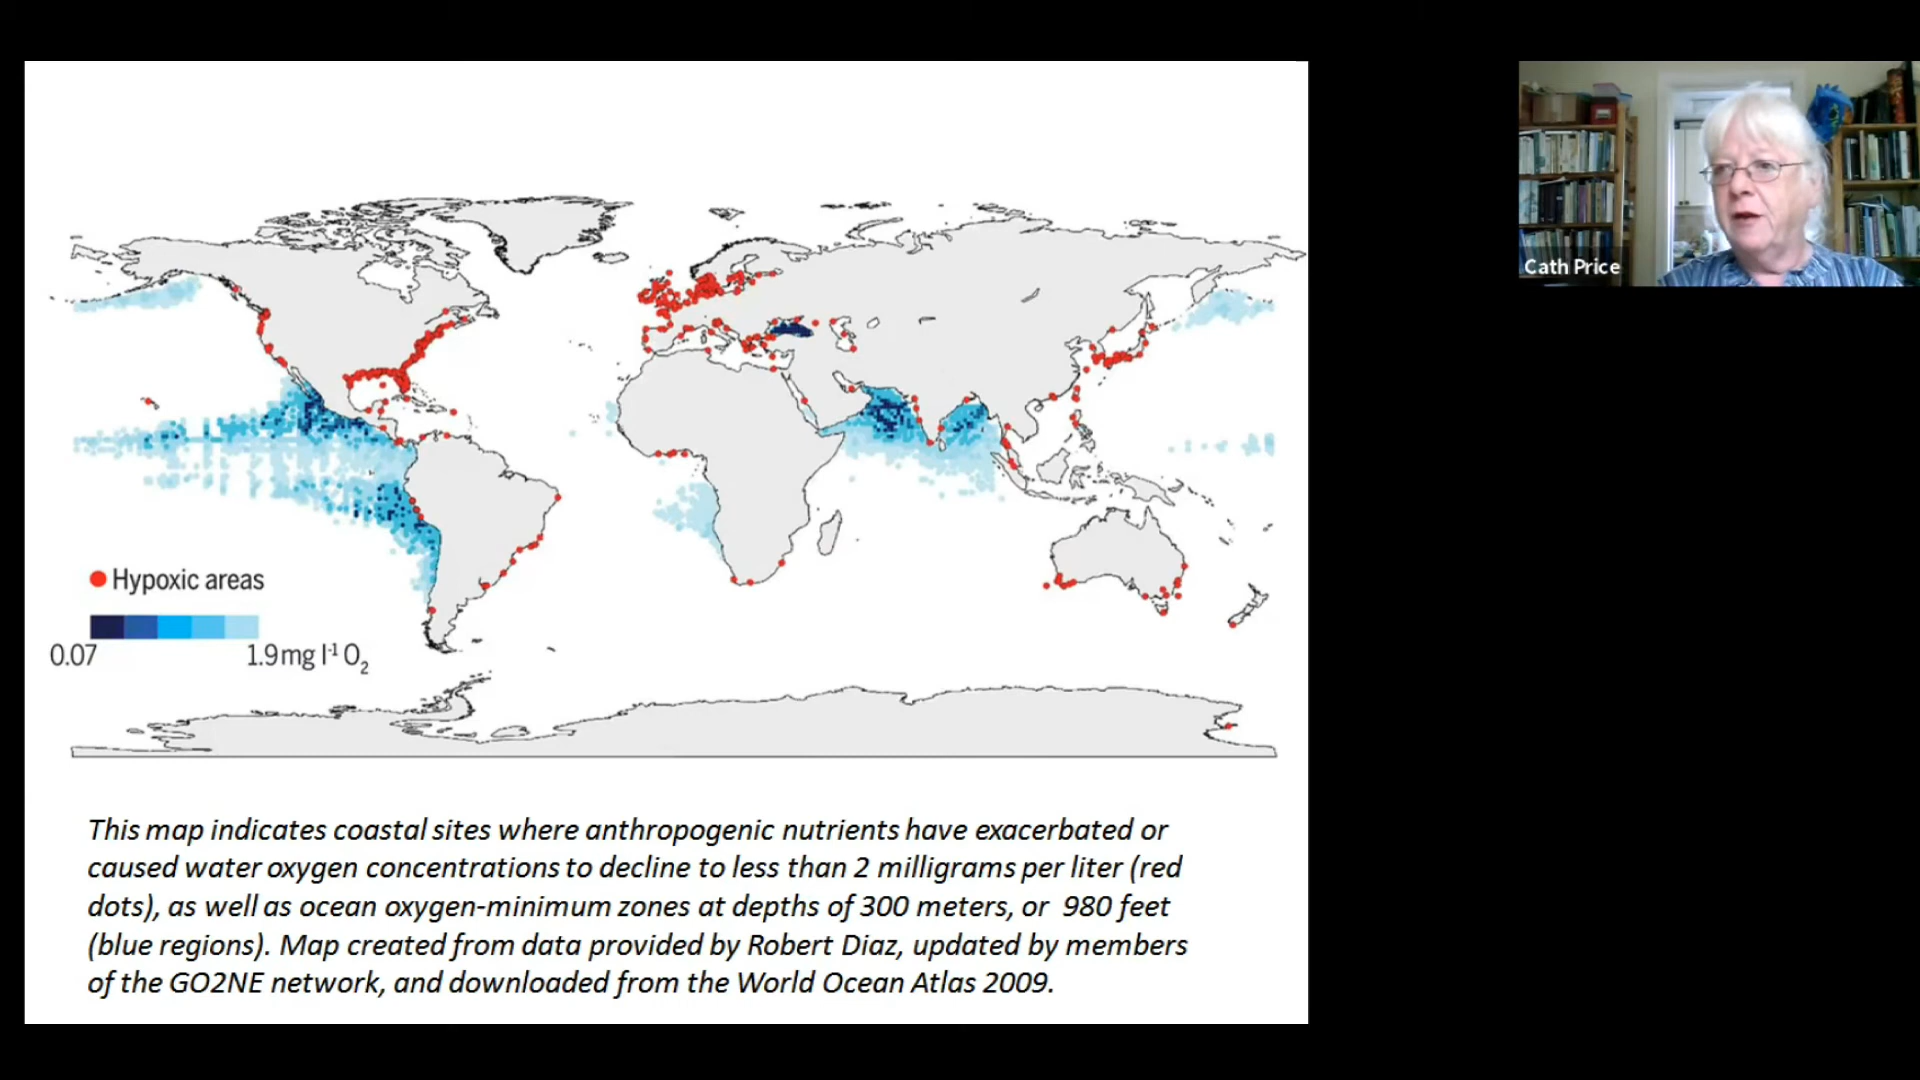 Cath Price
Hypoxic areas
0.07 1.9mg l⁻¹ O₂
This map indicates coastal sites where anthropogenic nutrients have exacerbated or
caused water oxygen concentrations to decline to less than 2 milligrams per liter (red
dots), as well as ocean oxygen-minimum zones at depths of 300 meters, or 980 feet
(blue regions). Map created from data provided by Robert Diaz, updated by members
of the GO2NE network, and downloaded from the World Ocean Atlas 2009.